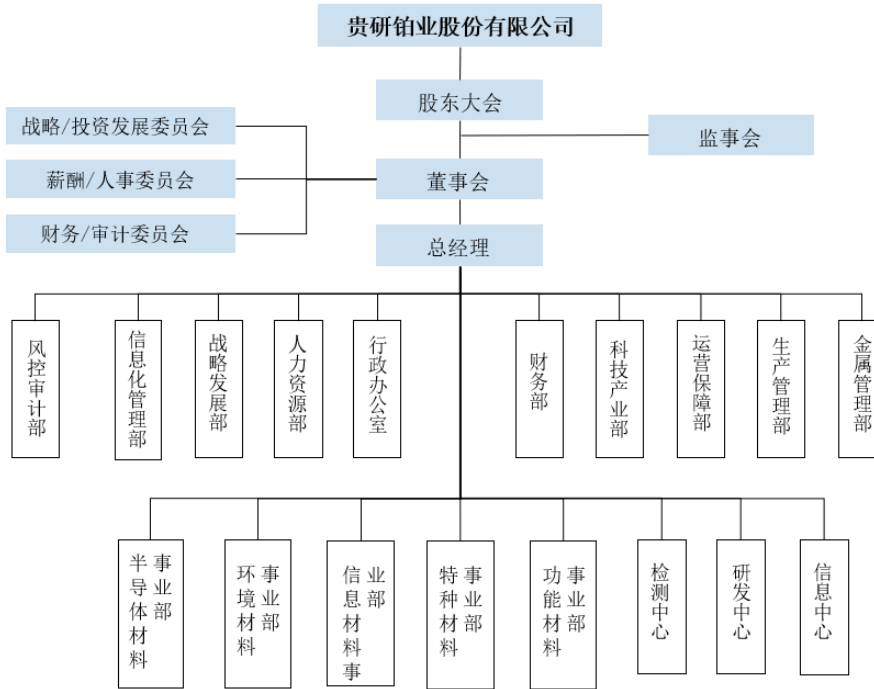 贵研铂业股份有限公司
股东大会
战略/投资发展委员会
监事会
薪酬/人事委员会
董事会
财务/审计委员会
总经理
风控审计部
信息化管理部
战略发展部
人力资源部
行政办公室
财务部
科技产业部
运营保障部
生产管理部
金属管理部
半导体材料
事业部
环境材料
事业部
信息材料事
业部
特种材料
事业部
功能材料
事业部
检测中心
研发中心
信息中心